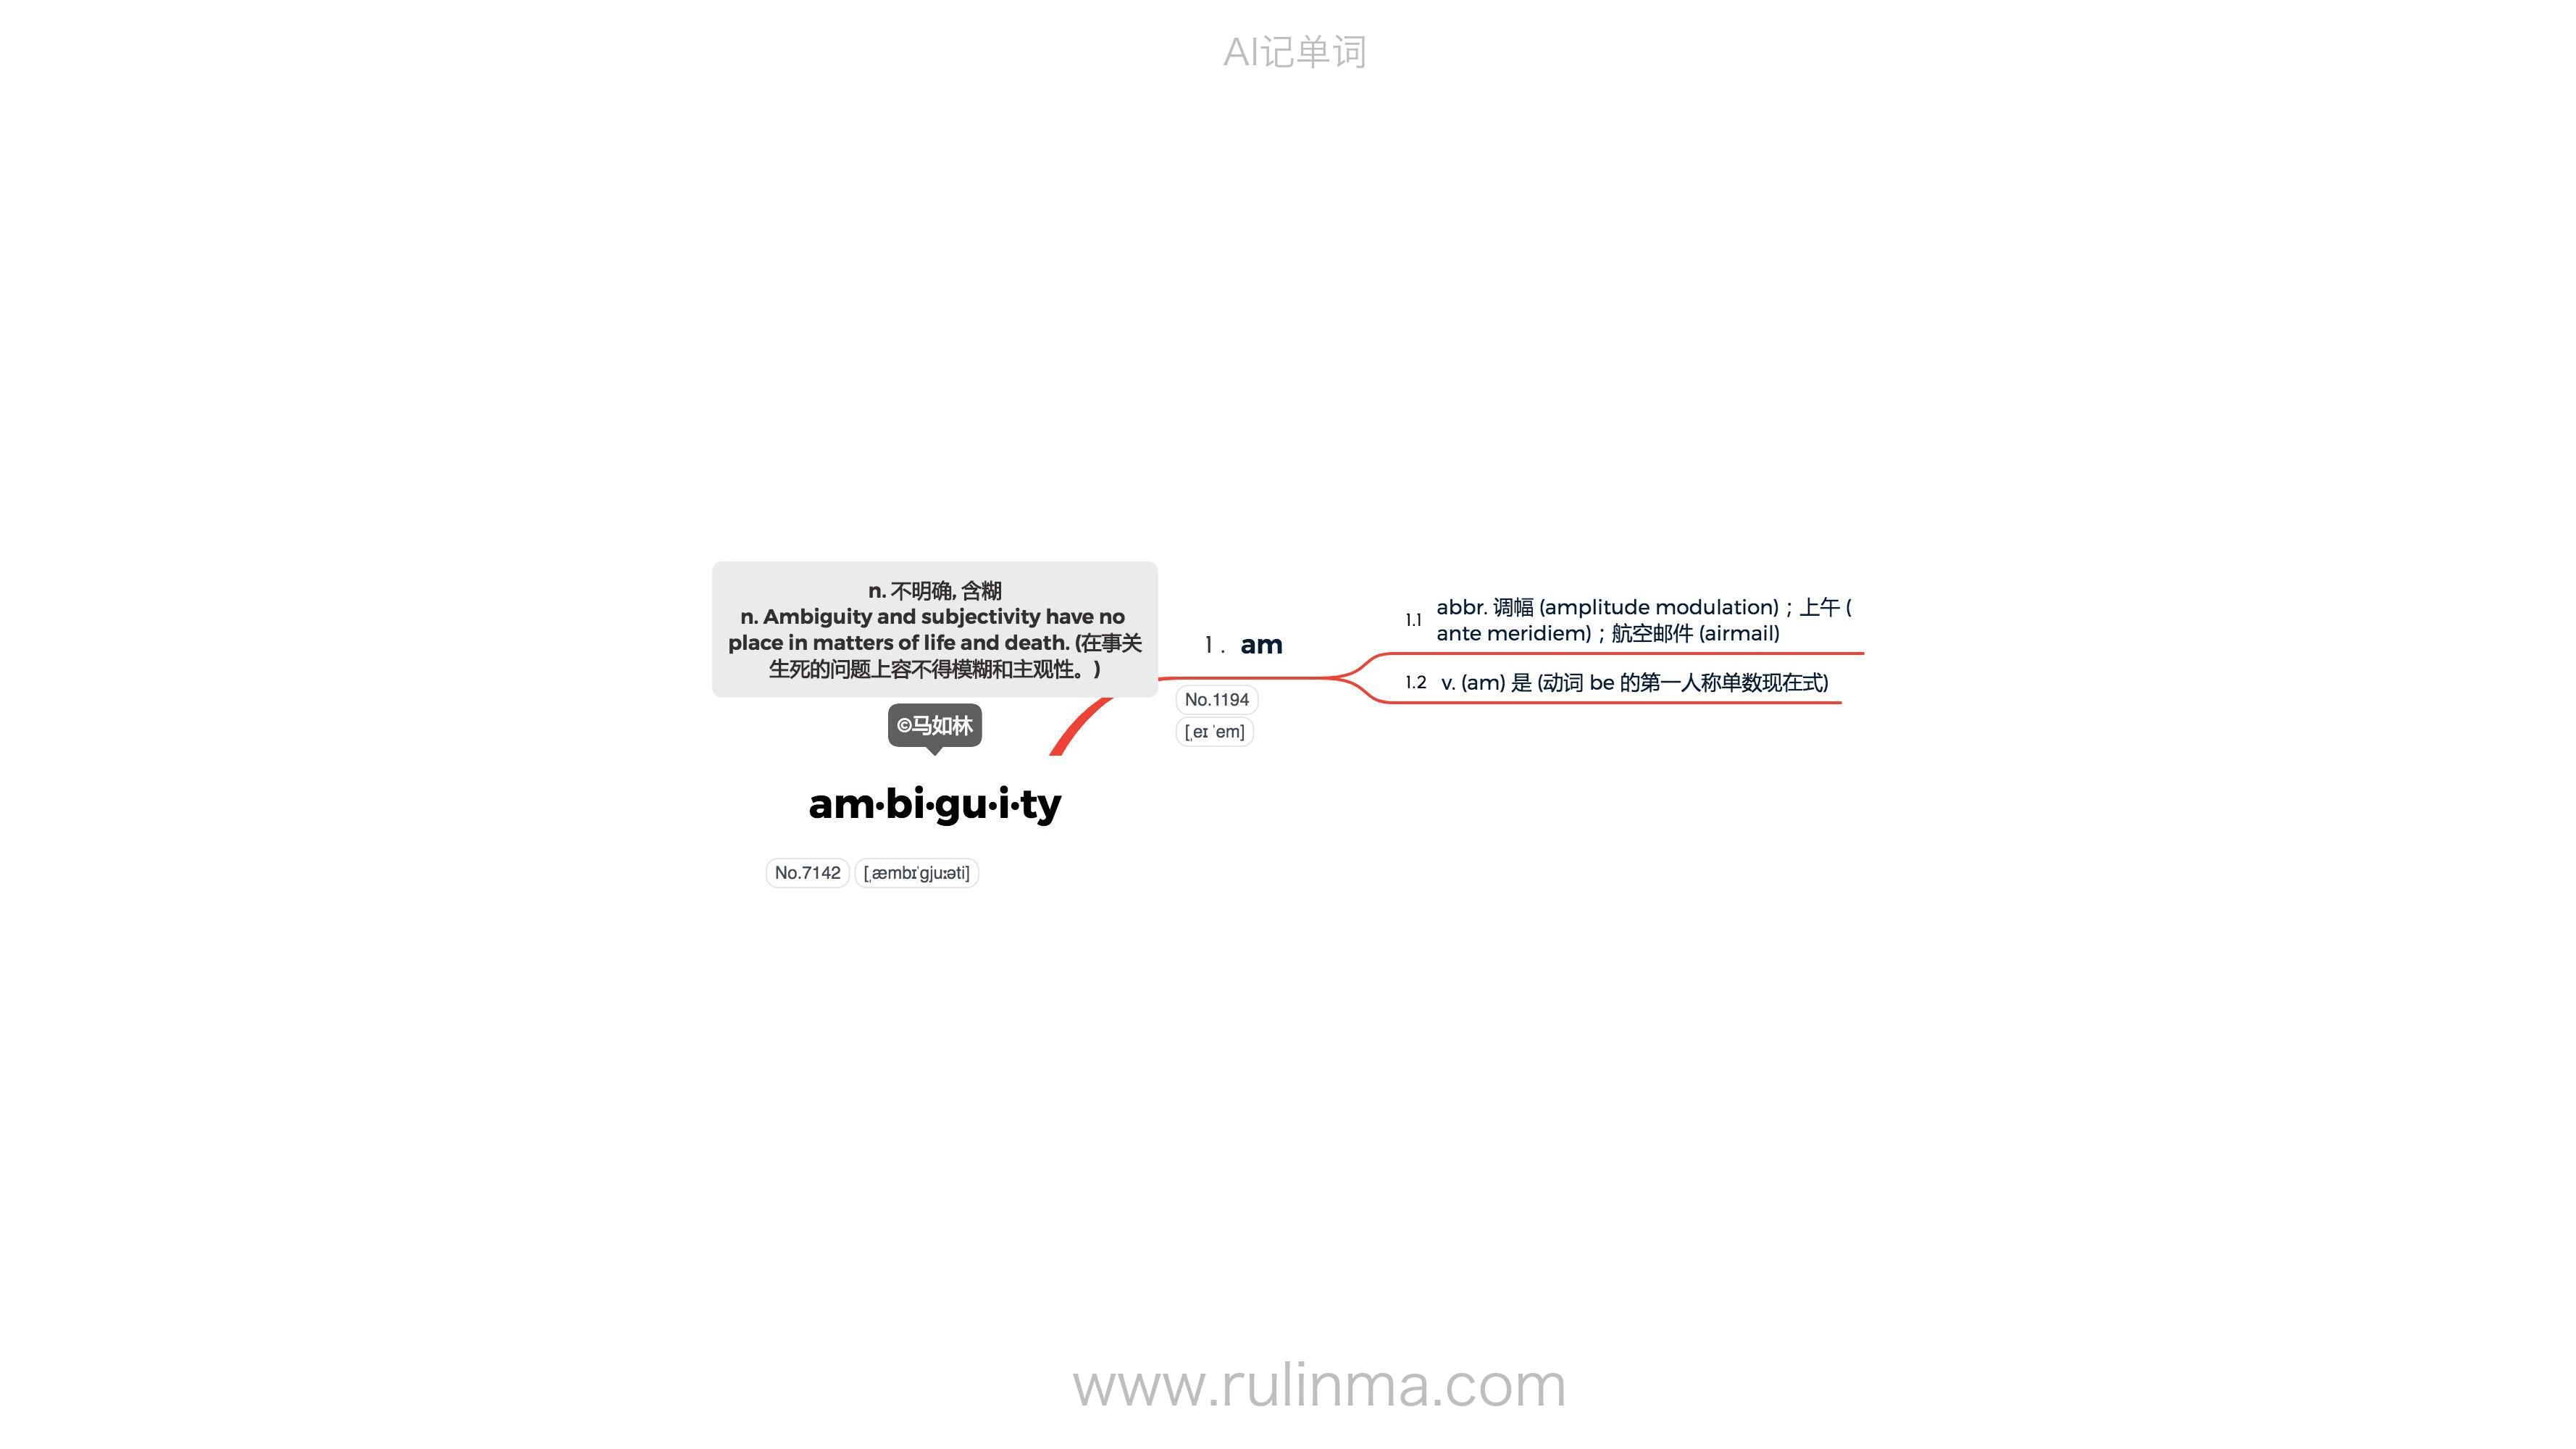 AI记单词
n. 不明确, 含糊
n. Ambiguity and subjectivity have no
place in matters of life and death. (在事关
生死的问题上容不得模糊和主观性。)
©马如林
am·bi·gu·i·ty
No.7142 [ˌæmbɪˈɡjuːəti]
1. am
No.1194
[ˌeɪ ˈem]
1.1 abbr. 调幅 (amplitude modulation)；上午 (
ante meridiem)；航空邮件 (airmail)
1.2 v. (am) 是 (动词 be 的第一人称单数现在式)
www.rulinma.com